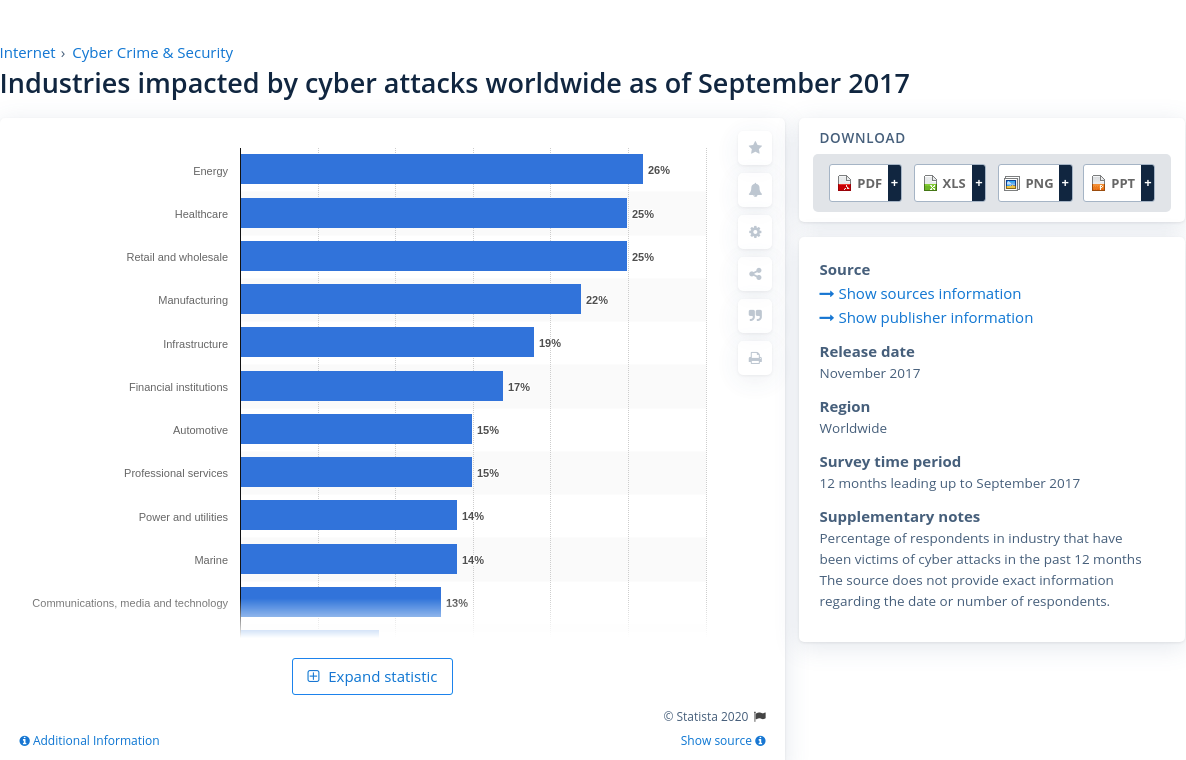 Internet › Cyber Crime & Security
Industries impacted by cyber attacks worldwide as of September 2017
Energy 26%
Healthcare 25%
Retail and wholesale 25%
Manufacturing 22%
Infrastructure 19%
Financial institutions 17%
Automotive 15%
Professional services 15%
Power and utilities 14%
Marine 14%
Communications, media and technology 13%
Expand statistic
© Statista 2020
Additional Information
Show source
DOWNLOAD
PDF + XLS + PNG + PPT +
Source
Show sources information
Show publisher information
Release date
November 2017
Region
Worldwide
Survey time period
12 months leading up to September 2017
Supplementary notes
Percentage of respondents in industry that have
been victims of cyber attacks in the past 12 months
The source does not provide exact information
regarding the date or number of respondents.